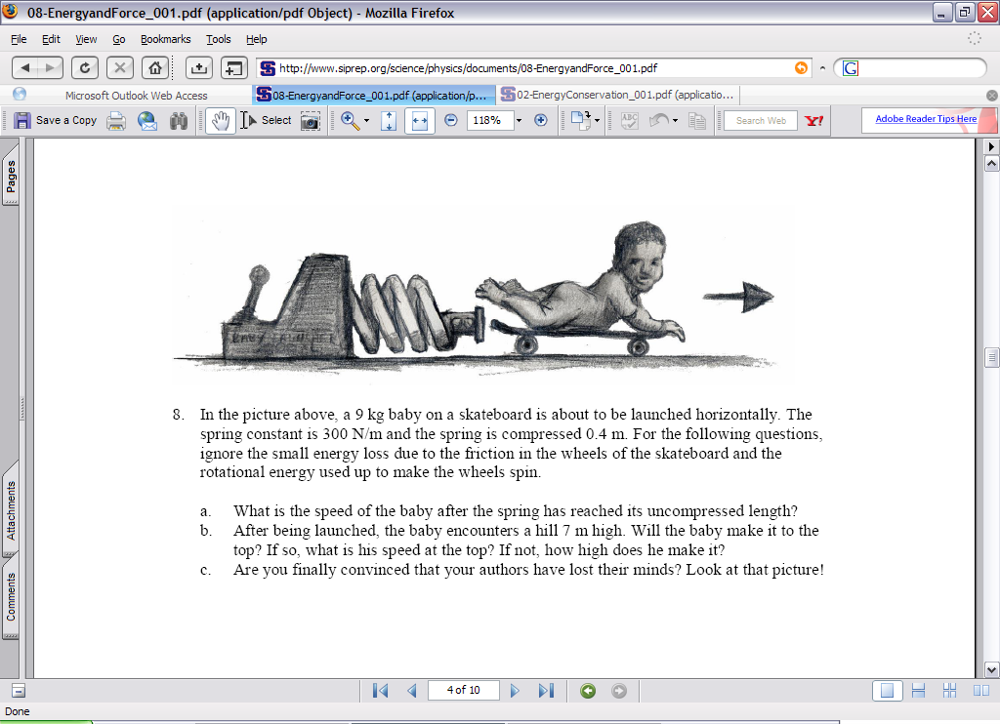 08-EnergyandForce_001.pdf (application/pdf Object) - Mozilla Firefox
File Edit View Go Bookmarks Tools Help
http://www.siprep.org/science/physics/documents/08-EnergyandForce_001.pdf G
Microsoft Outlook Web Access 08-EnergyandForce_001.pdf (application/p... 02-EnergyConservation_001.pdf (applicatio...
Save a Copy Select 118% ABC Search Web Y! Adobe Reader Tips Here
Pages
BABY
8. In the picture above, a 9 kg baby on a skateboard is about to be launched horizontally. The
spring constant is 300 N/m and the spring is compressed 0.4 m. For the following questions,
ignore the small energy loss due to the friction in the wheels of the skateboard and the
rotational energy used up to make the wheels spin.
a. What is the speed of the baby after the spring has reached its uncompressed length?
b. After being launched, the baby encounters a hill 7 m high. Will the baby make it to the
top? If so, what is his speed at the top? If not, how high does he make it?
c. Are you finally convinced that your authors have lost their minds? Look at that picture!
Attachments
Comments
4 of 10
Done